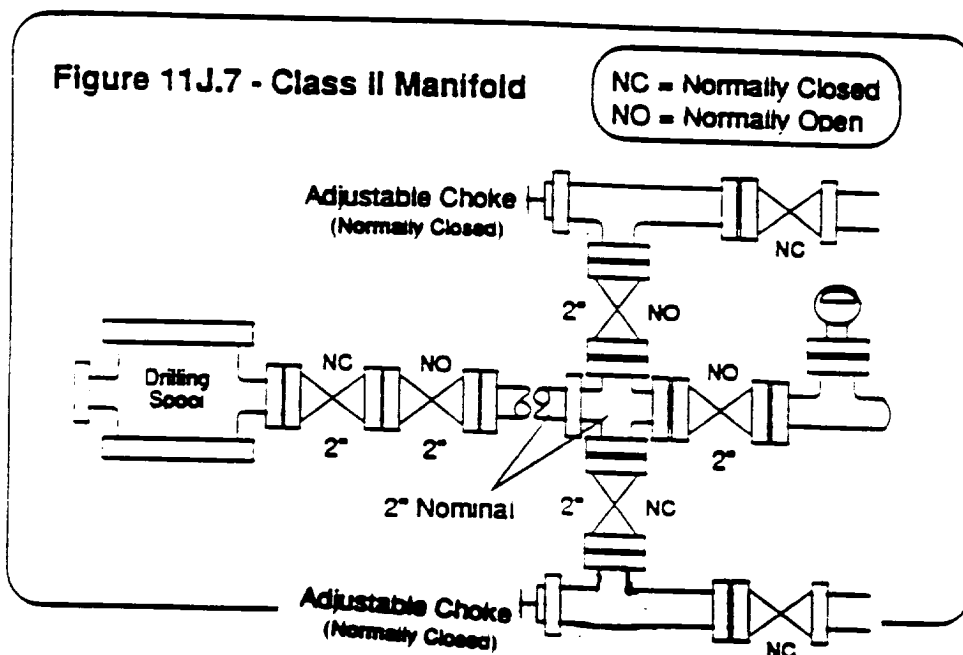 Figure 11J.7 - Class II Manifold
NC = Normally Closed
NO = Normally Open
Adjustable Choke
(Normally Closed)
NC
2" NO
NC NO NO
Drilling
Spool
2" 2" 2"
2" Nominal
2" NC
Adjustable Choke
(Normally Closed)
NC